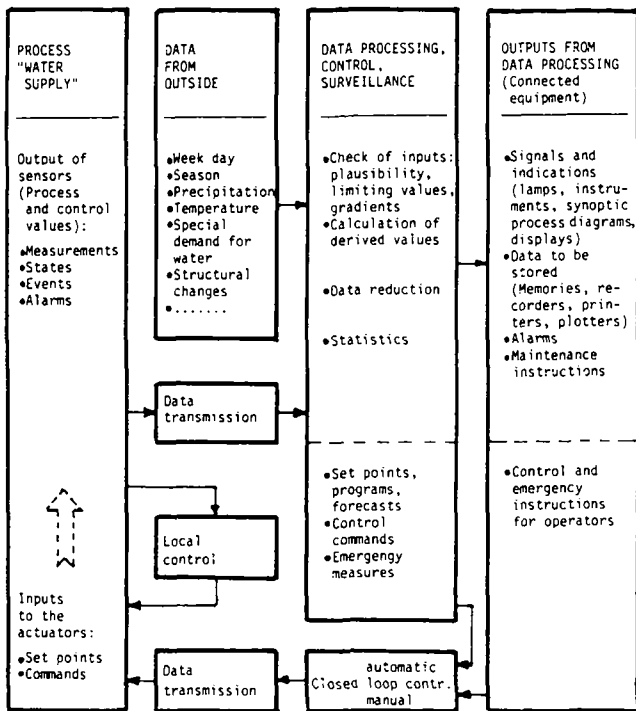 PROCESS
"WATER
SUPPLY"
Output of
sensors
(Process
and control
values):
•Measurements
•States
•Events
•Alarms
Inputs
to the
actuators:
•Set points
•Commands
DATA
FROM
OUTSIDE
•Week day
•Season
•Precipitation
•Temperature
•Special
demand for
water
•Structural
changes
•.......
Data
transmission
Local
control
Data
transmission
DATA PROCESSING,
CONTROL,
SURVEILLANCE
•Check of inputs:
plausibility,
limiting values,
gradients
•Calculation of
derived values
•Data reduction
•Statistics
•Set points,
programs,
forecasts
•Control
commands
•Emergengy
measures
automatic
Closed loop contr.
manual
OUTPUTS FROM
DATA PROCESSING
(Connected
equipment)
•Signals and
indications
(lamps, instru-
ments, synoptic
process diagrams,
displays)
•Data to be
stored
(Memories, re-
corders, prin-
ters, plotters)
•Alarms
•Maintenance
instructions
•Control and
emergency
instructions
for operators